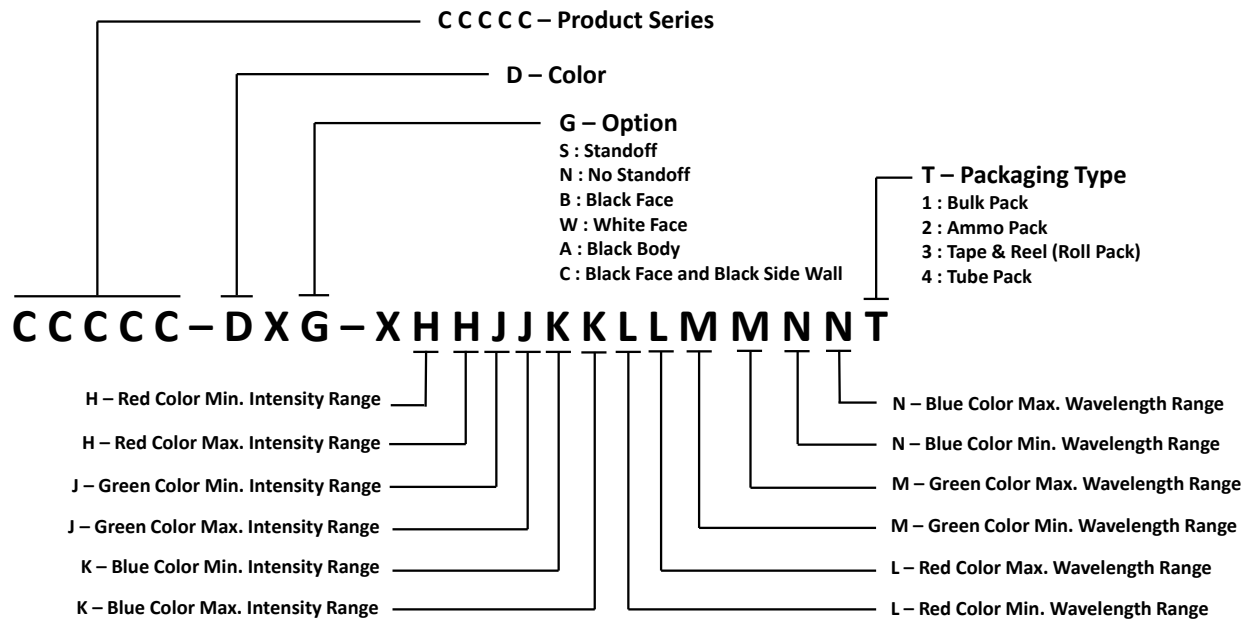 C C C C C – Product Series
D – Color
G – Option
S : Standoff
N : No Standoff
B : Black Face
W : White Face
A : Black Body
C : Black Face and Black Side Wall
T – Packaging Type
1 : Bulk Pack
2 : Ammo Pack
3 : Tape & Reel (Roll Pack)
4 : Tube Pack
C C C C C – D X G – X H H J J K K L L M M N N T
H – Red Color Min. Intensity Range
H – Red Color Max. Intensity Range
J – Green Color Min. Intensity Range
J – Green Color Max. Intensity Range
K – Blue Color Min. Intensity Range
K – Blue Color Max. Intensity Range
N – Blue Color Max. Wavelength Range
N – Blue Color Min. Wavelength Range
M – Green Color Max. Wavelength Range
M – Green Color Min. Wavelength Range
L – Red Color Max. Wavelength Range
L – Red Color Min. Wavelength Range